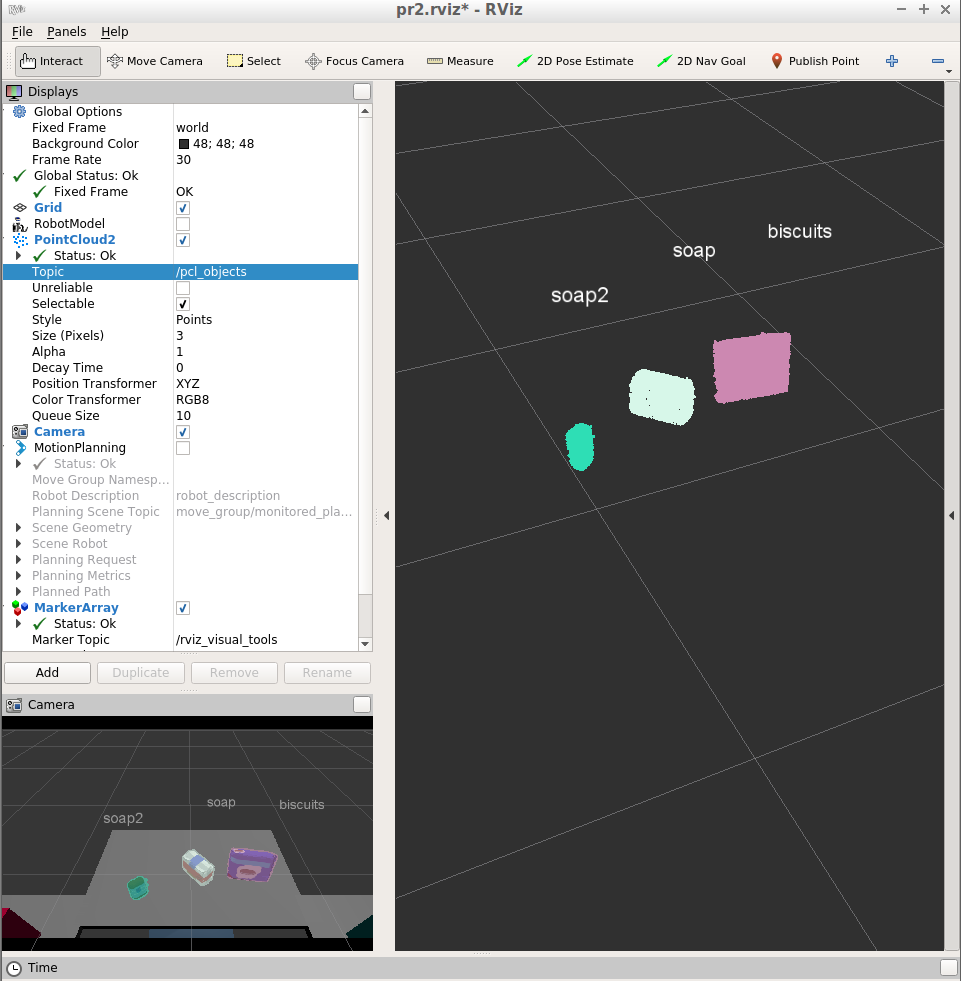 pr2.rviz* - RViz
File Panels Help
Interact Move Camera Select Focus Camera Measure 2D Pose Estimate 2D Nav Goal Publish Point
Displays
Global Options
Fixed Frame world
Background Color 48; 48; 48
Frame Rate 30
Global Status: Ok
Fixed Frame OK
Grid
RobotModel
PointCloud2
Status: Ok
Topic /pcl_objects
Unreliable
Selectable
Style Points
Size (Pixels) 3
Alpha 1
Decay Time 0
Position Transformer XYZ
Color Transformer RGB8
Queue Size 10
Camera
MotionPlanning
Status: Ok
Move Group Namesp...
Robot Description robot_description
Planning Scene Topic move_group/monitored_pla...
Scene Geometry
Scene Robot
Planning Request
Planning Metrics
Planned Path
MarkerArray
Status: Ok
Marker Topic /rviz_visual_tools
Add Duplicate Remove Rename
Camera
soap2 soap biscuits
biscuits
soap
soap2
Time